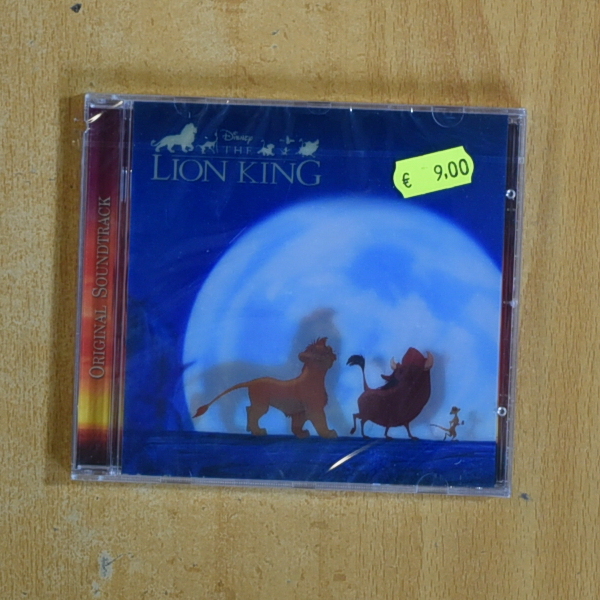 Disney
THE
LION KING
€ 9,00
ORIGINAL SOUNDTRACK